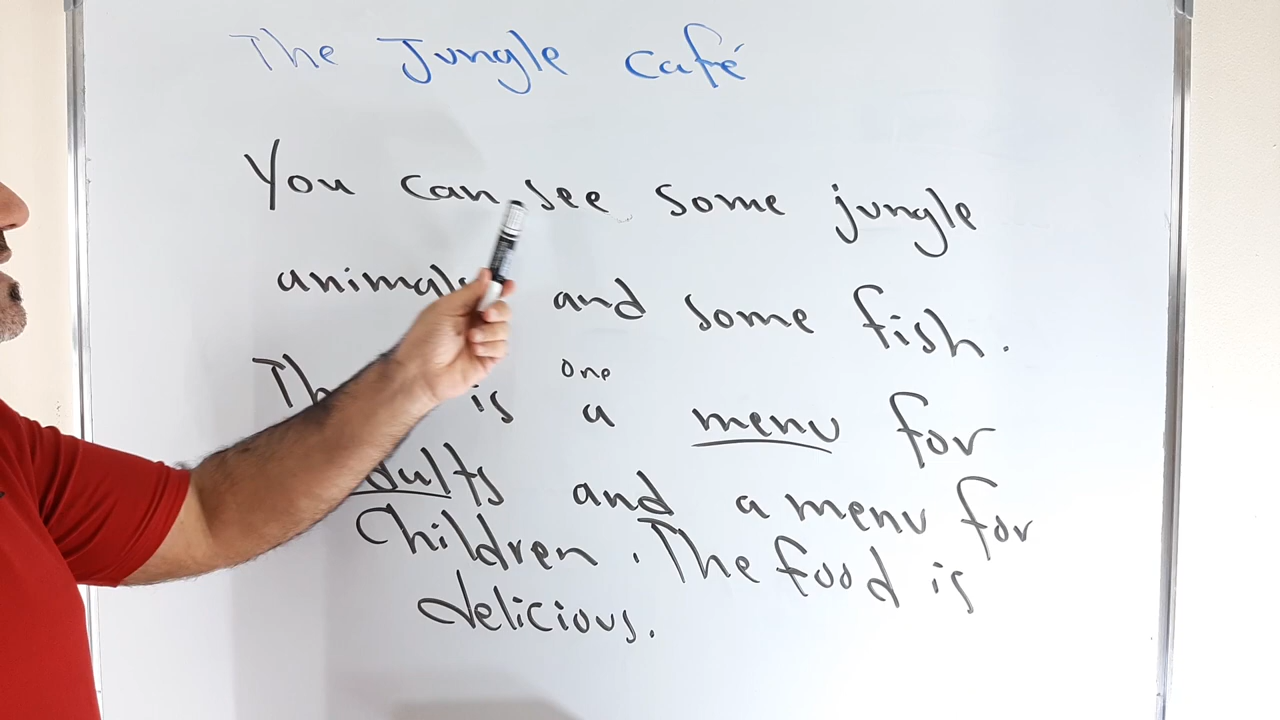 The Jungle Café
You can see some jungle
animals and some fish.
is a menu for
one
and a menu for
Children. The food is
delicious.